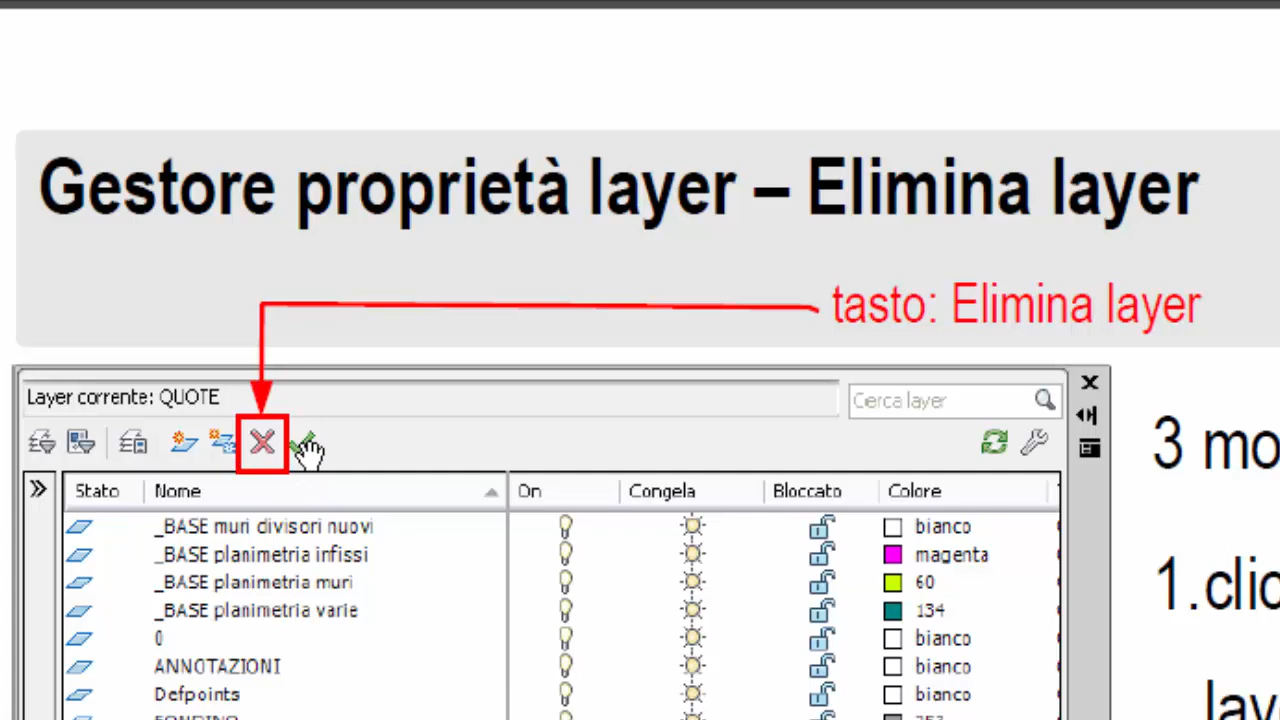 Gestore proprietà layer – Elimina layer
tasto: Elimina layer
Layer corrente: QUOTE
Cerca layer
Stato Nome On Congela Bloccato Colore
_BASE muri divisori nuovi bianco
_BASE planimetria infissi magenta
_BASE planimetria muri 60
_BASE planimetria varie 134
0 bianco
ANNOTAZIONI bianco
Defpoints bianco
3 mo
1.clic